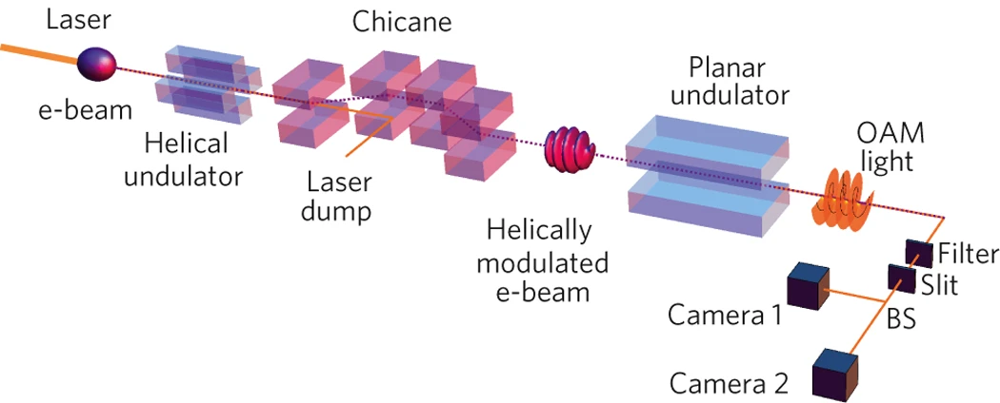 Laser
e-beam
Helical
undulator
Chicane
Laser
dump
Helically
modulated
e-beam
Planar
undulator
OAM
light
Filter
Slit
BS
Camera 1
Camera 2